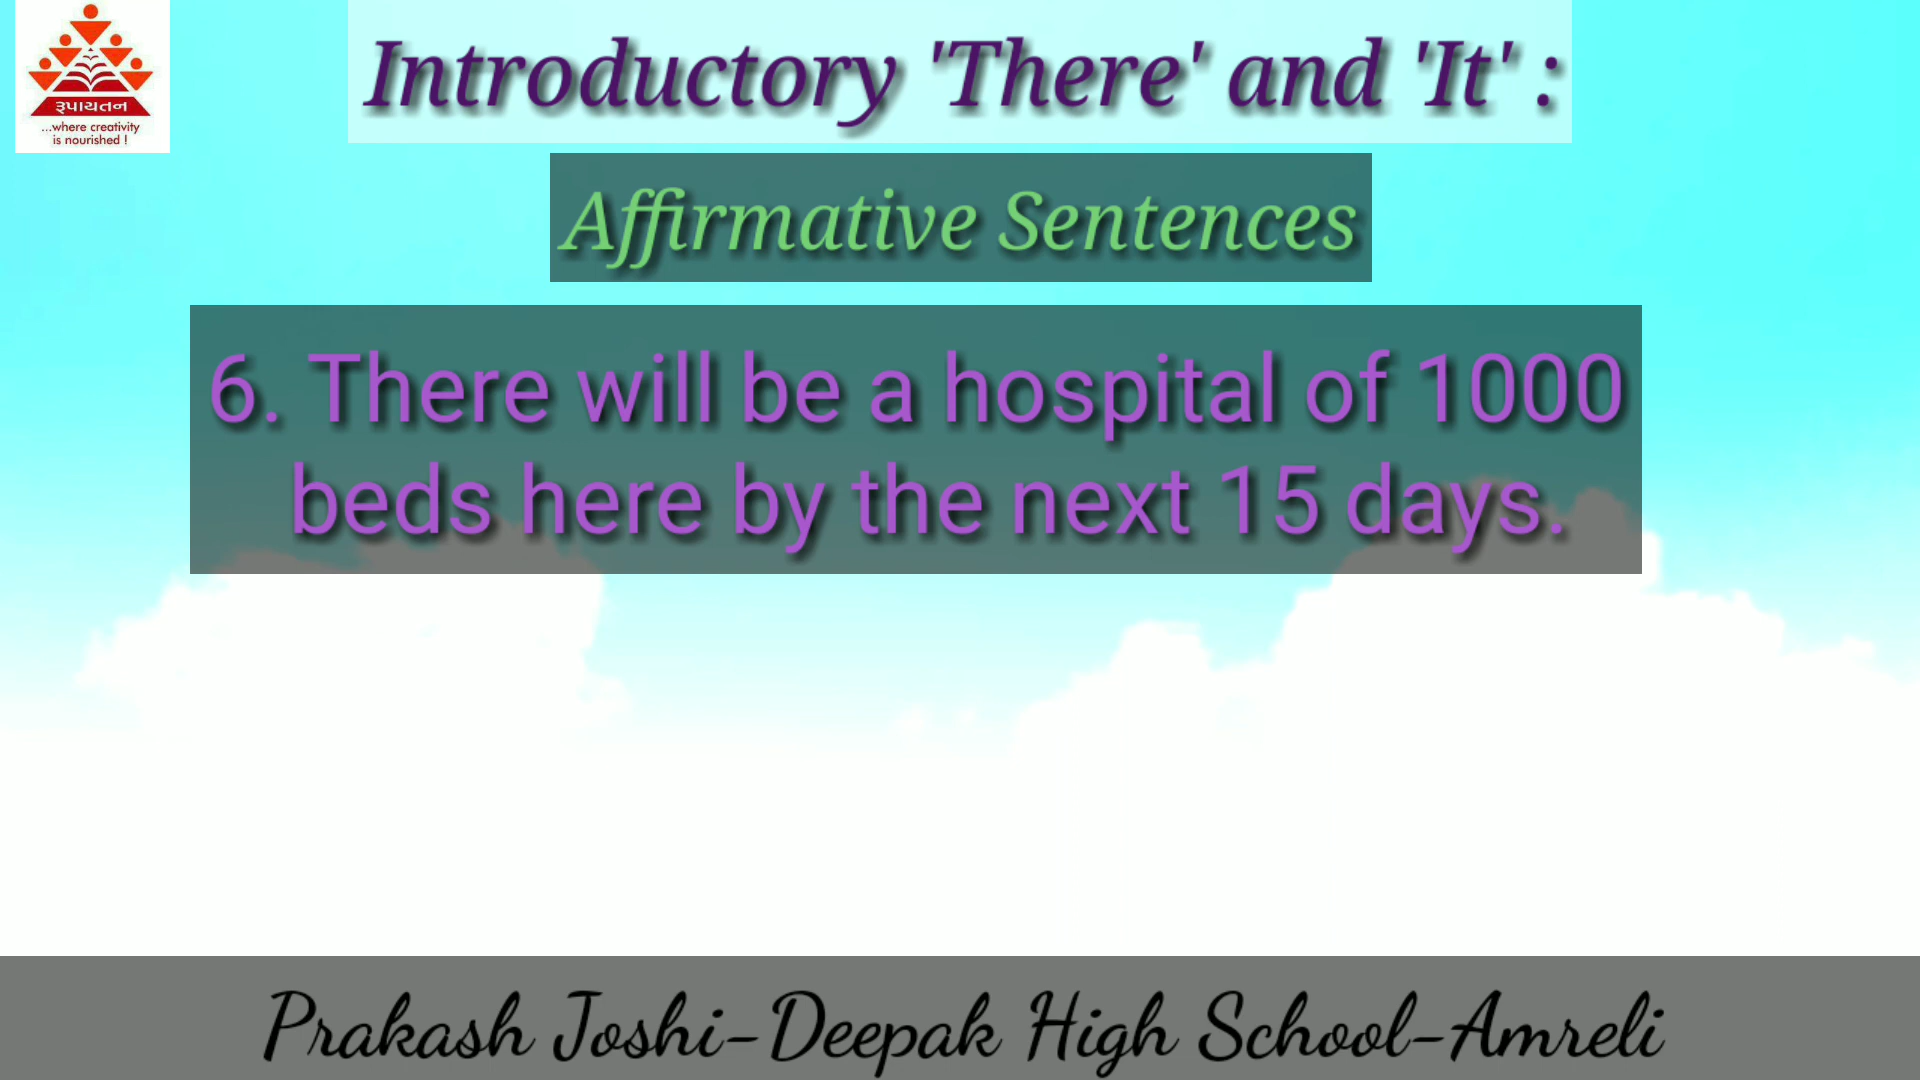 રૂપાયતન
...where creativity
is nourished !
Introductory 'There' and 'It' :
Affirmative Sentences
6. There will be a hospital of 1000
beds here by the next 15 days.
Prakash Joshi-Deepak High School-Amreli